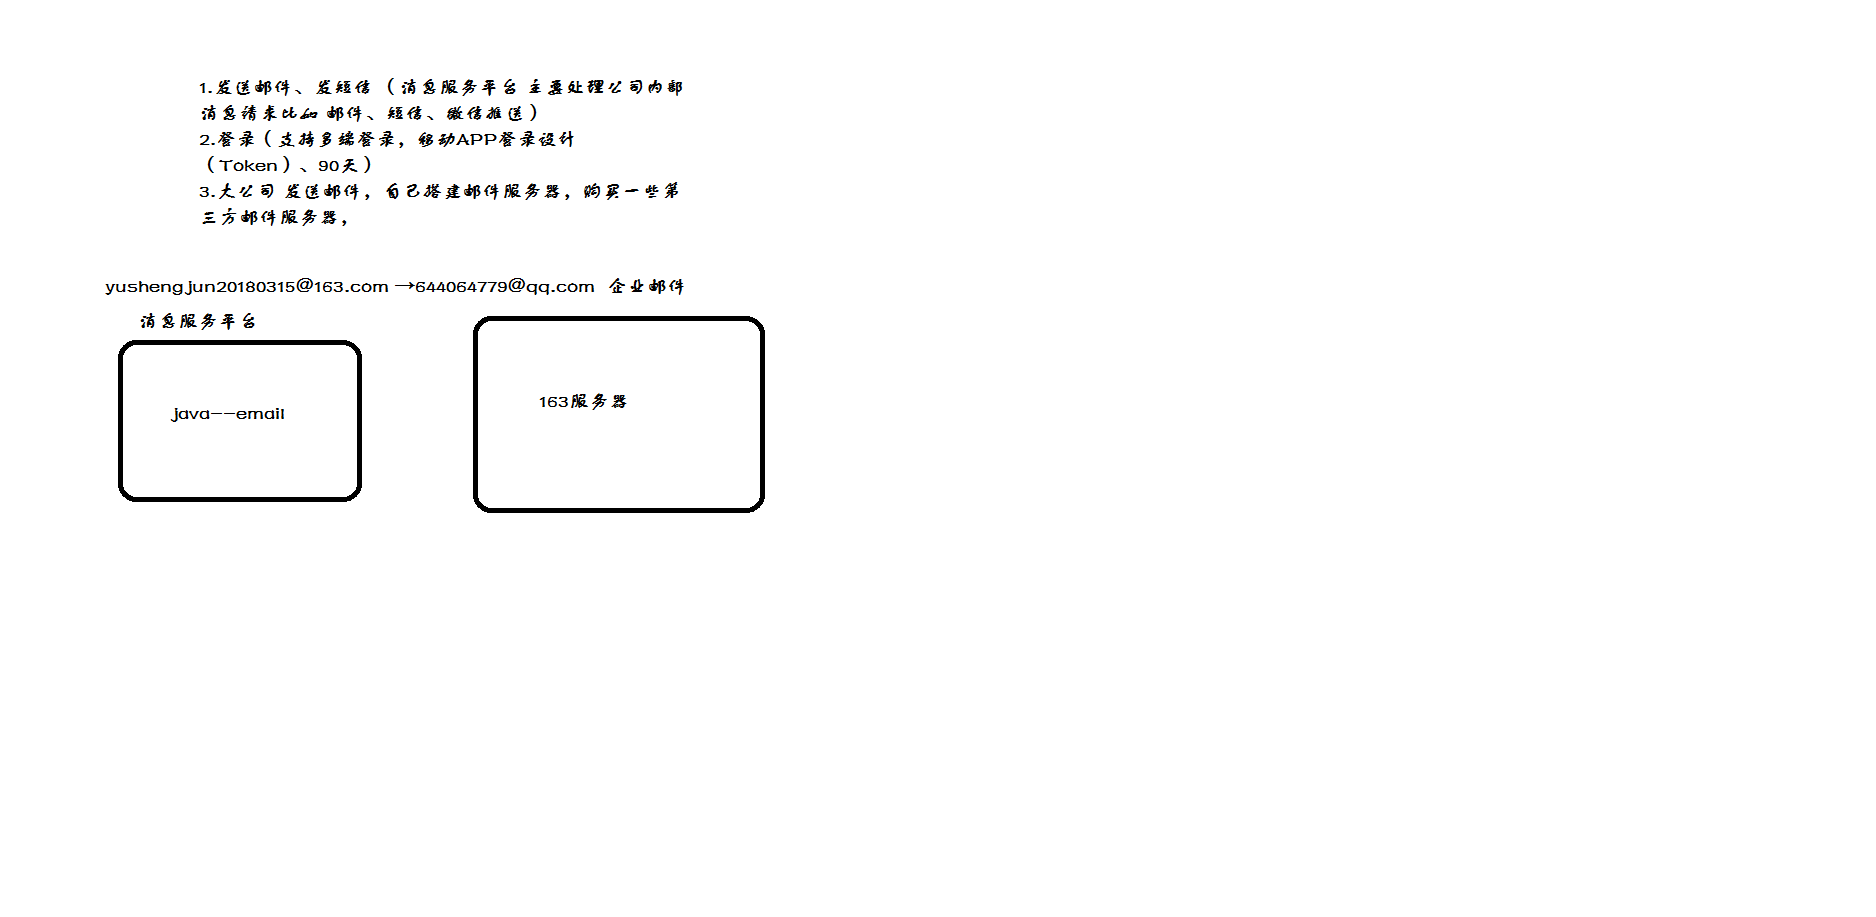 1.发送邮件、发短信（消息服务平台 主要处理公司内部
消息请求比如 邮件、短信、微信推送）
2.登录（支持多端登录，移动APP登录设计
（Token）、90天）
3.大公司 发送邮件，自己搭建邮件服务器，购买一些第
三方邮件服务器，
yushengjun20180315@163.com →644064779@qq.com 企业邮件
消息服务平台
163服务器
java--email